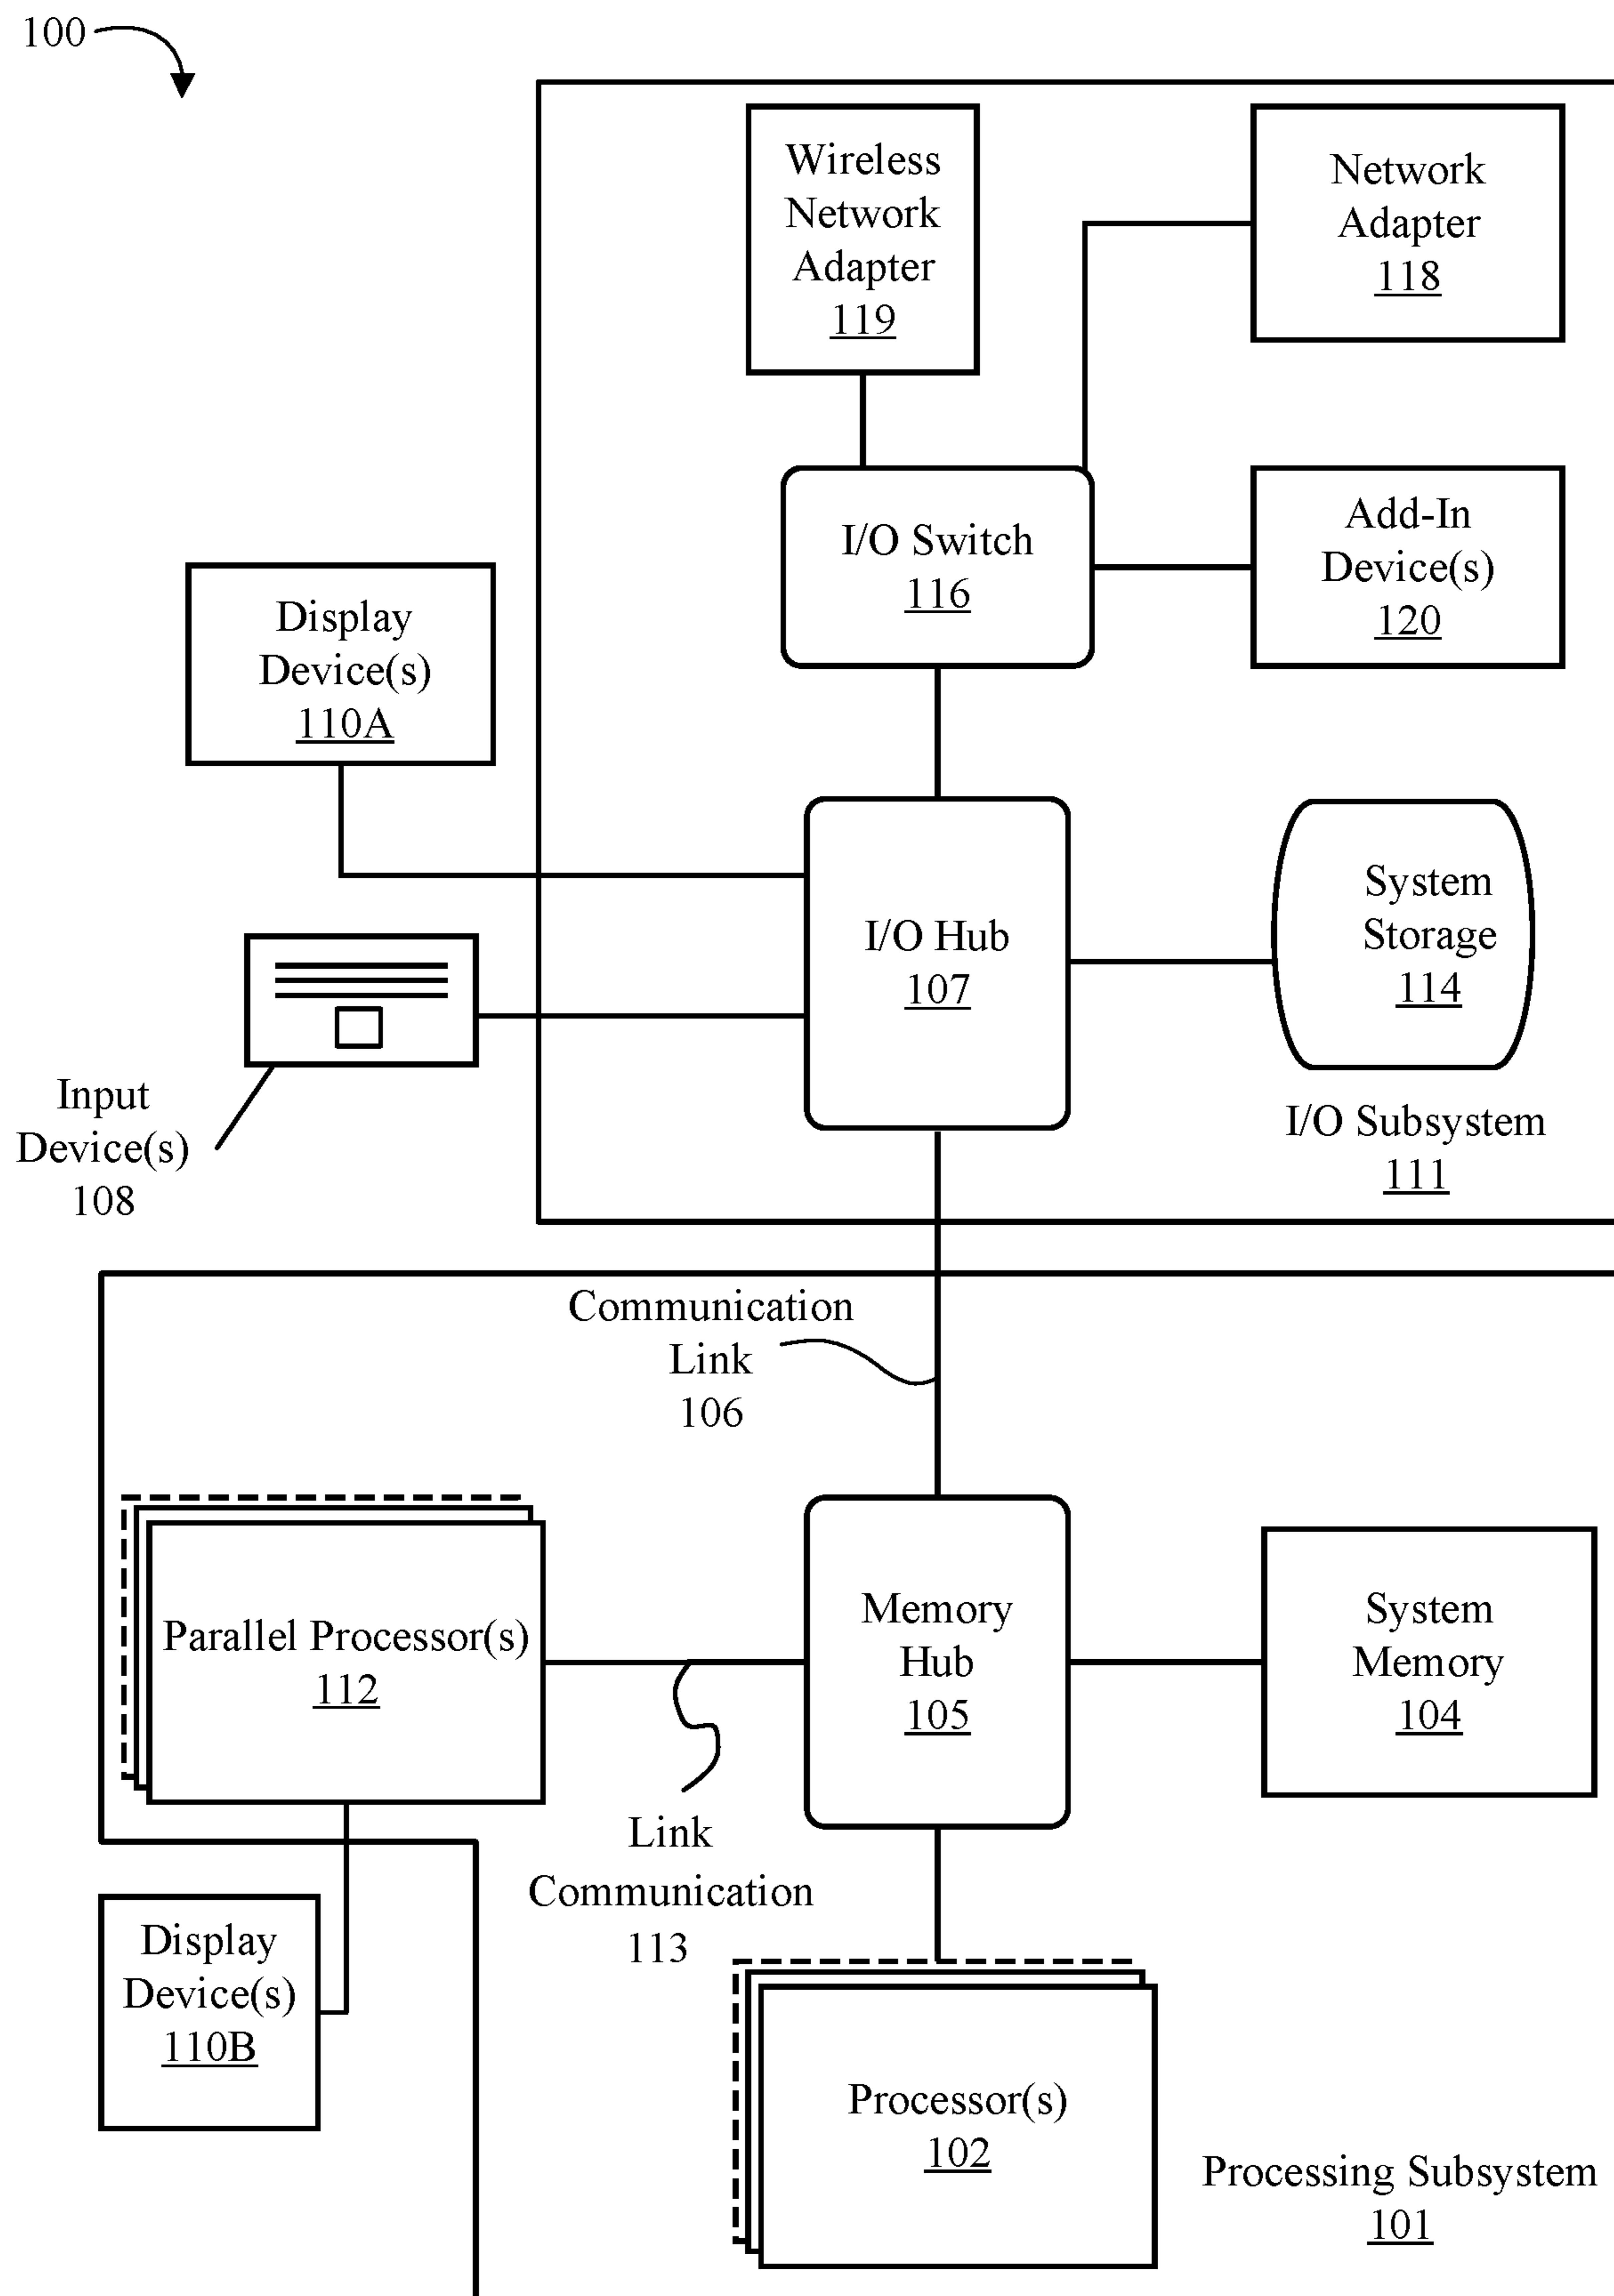 100
Wireless
Network
Adapter
119
Network
Adapter
118
I/O Switch
116
Add-In
Device(s)
120
Display
Device(s)
110A
I/O Hub
107
System
Storage
114
Input
Device(s)
108
I/O Subsystem
111
Communication
Link
106
Parallel Processor(s)
112
Memory
Hub
105
System
Memory
104
Link
Communication
113
Display
Device(s)
110B
Processor(s)
102
Processing Subsystem
101